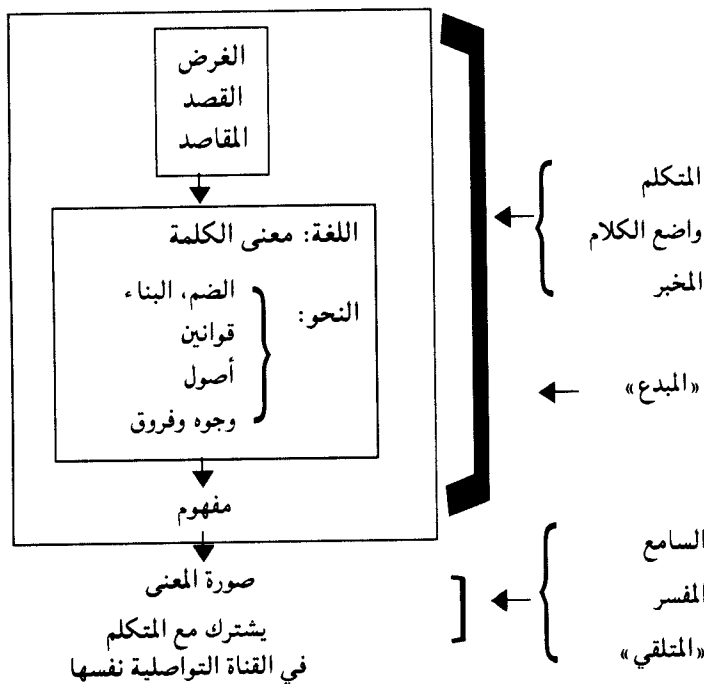 الغرض
القصد
المقاصد
المتكلم
واضع الكلام
المخبر
اللغة: معنى الكلمة
النحو:
الضم، البناء
قوانين
أصول
وجوه وفروق
«المبدع»
مفهوم
السامع
المفسر
«المتلقي»
صورة المعنى
يشترك مع المتكلم
في القناة التواصلية نفسها